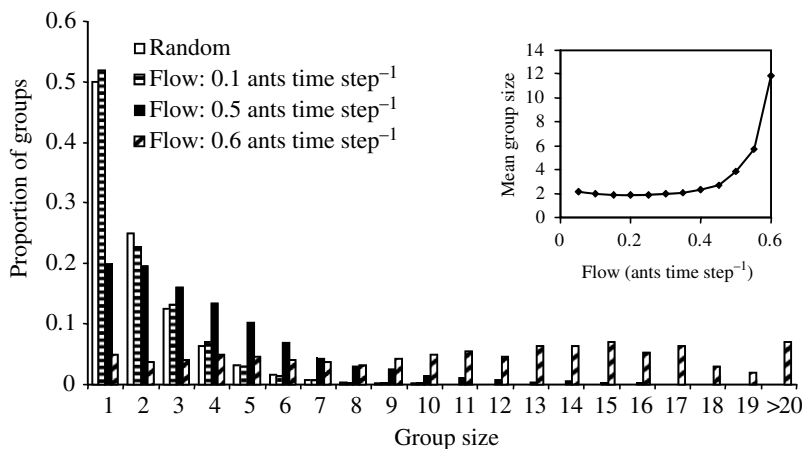 0.6
0.5
0.4
0.3
0.2
0.1
0
Proportion of groups
Random
Flow: 0.1 ants time step⁻¹
Flow: 0.5 ants time step⁻¹
Flow: 0.6 ants time step⁻¹
14
12
10
8
6
4
2
0
Mean group size
0 0.2 0.4 0.6
Flow (ants time step⁻¹)
1 2 3 4 5 6 7 8 9 10 11 12 13 14 15 16 17 18 19 >20
Group size